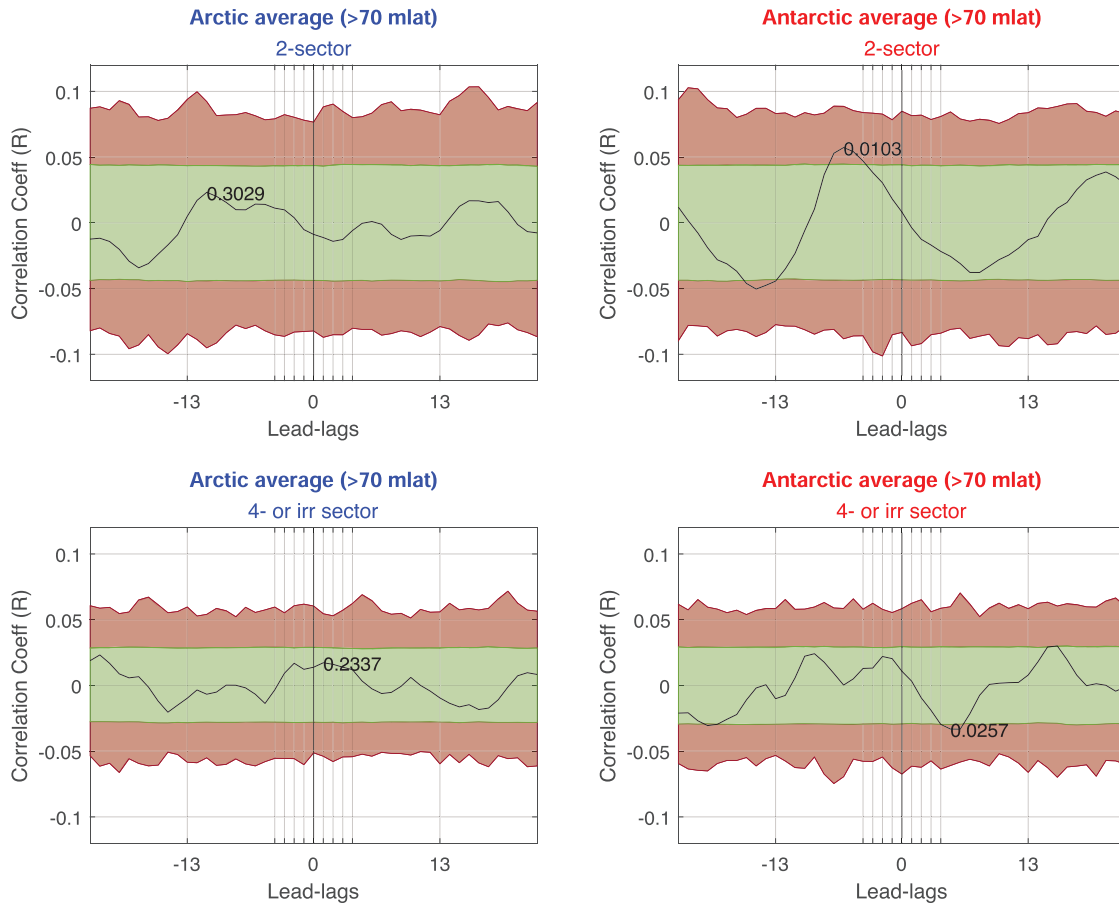 Arctic average (>70 mlat)
2-sector
0.1
0.05
0
-0.05
-0.1
Correlation Coeff (R)
0.3029
-13
0
13
Lead-lags
Antarctic average (>70 mlat)
2-sector
0.1
0.05
0
-0.05
-0.1
Correlation Coeff (R)
0.0103
-13
0
13
Lead-lags
Arctic average (>70 mlat)
4- or irr sector
0.1
0.05
0
-0.05
-0.1
Correlation Coeff (R)
0.2337
-13
0
13
Lead-lags
Antarctic average (>70 mlat)
4- or irr sector
0.1
0.05
0
-0.05
-0.1
Correlation Coeff (R)
0.0257
-13
0
13
Lead-lags